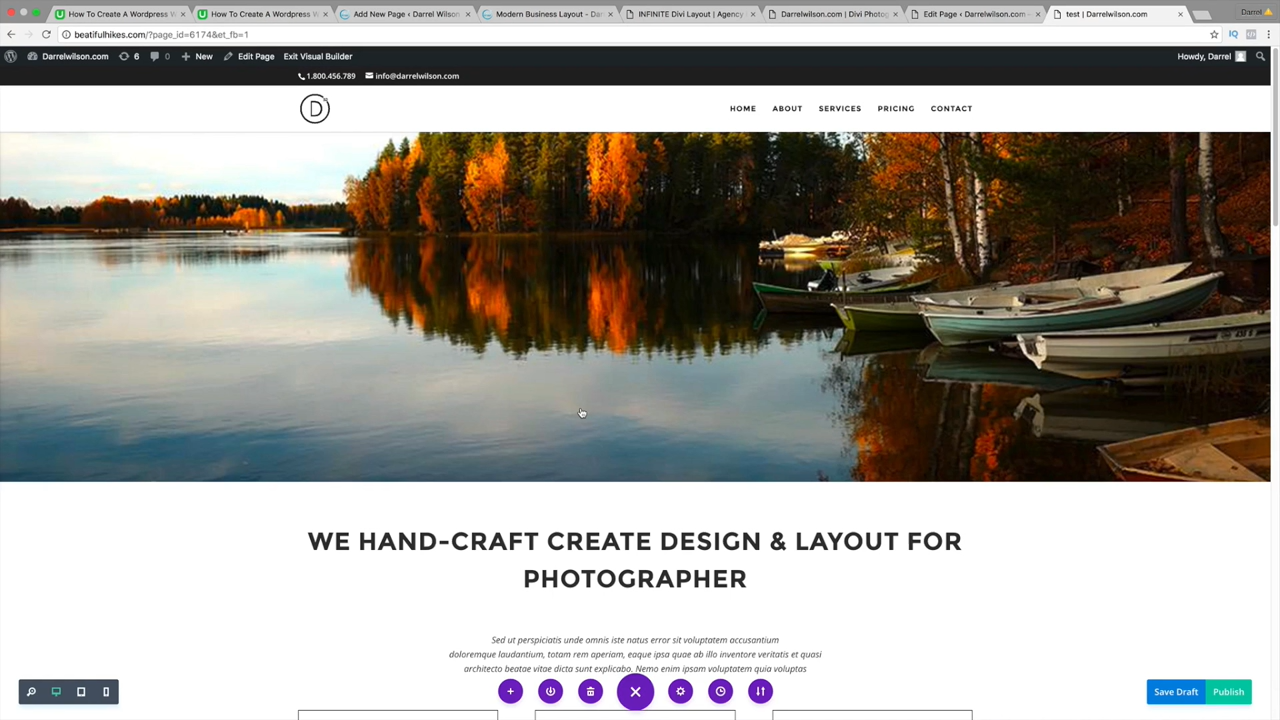 How To Create A Wordpress W
How To Create A Wordpress W
Add New Page ‹ Darrel Wilson
Modern Business Layout - Da
INFINITE Divi Layout | Agency
Darrelwilson.com | Divi Photog
Edit Page ‹ Darrelwilson.com
test | Darrelwilson.com
Darrel
beatifulhikes.com/?page_id=6174&et_fb=1
Darrelwilson.com
6
0
New
Edit Page
Exit Visual Builder
Howdy, Darrel
1.800.456.789
info@darrelwilson.com
D
HOME
ABOUT
SERVICES
PRICING
CONTACT
WE HAND-CRAFT CREATE DESIGN & LAYOUT FOR
PHOTOGRAPHER
Sed ut perspiciatis unde omnis iste natus error sit voluptatem accusantium
doloremque laudantium, totam rem aperiam, eaque ipsa quae ab illo inventore veritatis et quasi
architecto beatae vitae dicta sunt explicabo. Nemo enim ipsam voluptatem quia voluptas
Save Draft
Publish